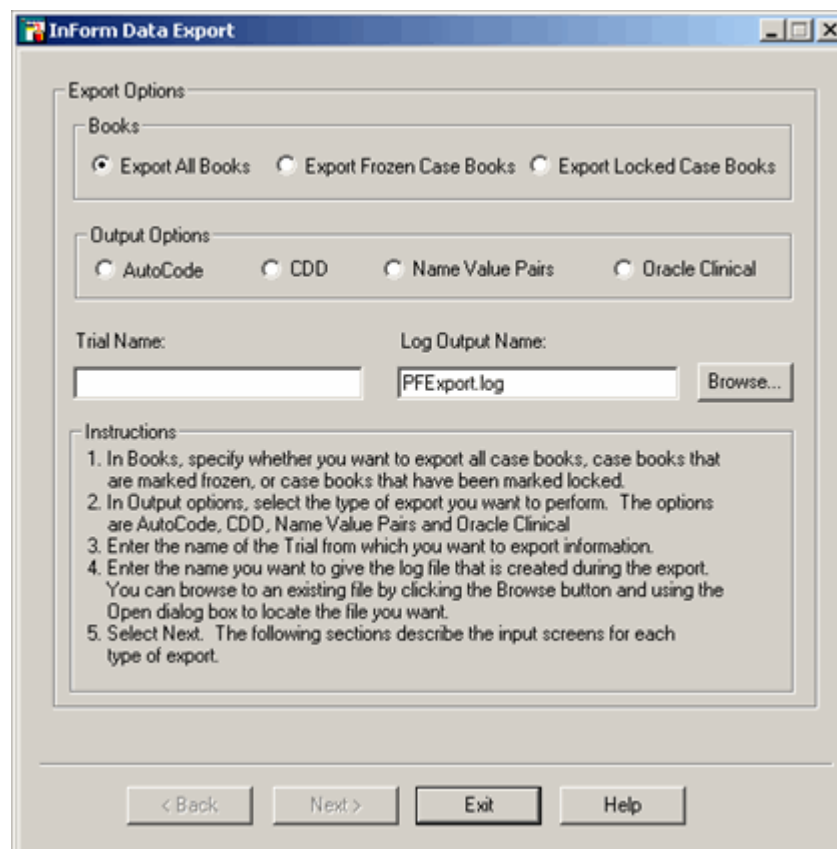 InForm Data Export
Export Options
Books
Export All Books Export Frozen Case Books Export Locked Case Books
Output Options
AutoCode CDD Name Value Pairs Oracle Clinical
Trial Name: Log Output Name:
PFExport.log Browse...
Instructions
1. In Books, specify whether you want to export all case books, case books that
are marked frozen, or case books that have been marked locked.
2. In Output options, select the type of export you want to perform. The options
are AutoCode, CDD, Name Value Pairs and Oracle Clinical
3. Enter the name of the Trial from which you want to export information.
4. Enter the name you want to give the log file that is created during the export.
You can browse to an existing file by clicking the Browse button and using the
Open dialog box to locate the file you want.
5. Select Next. The following sections describe the input screens for each
type of export.
< Back Next > Exit Help